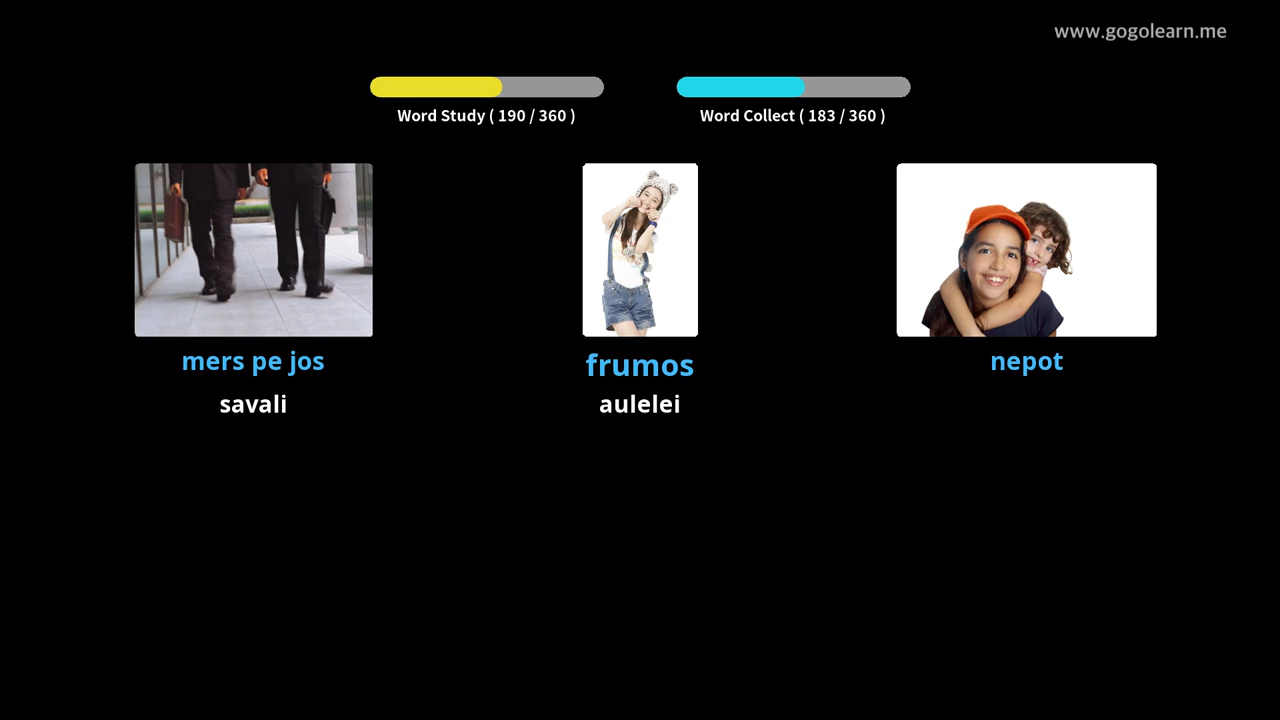 www.gogolearn.me
Word Study ( 190 / 360 )
Word Collect ( 183 / 360 )
mers pe jos
frumos
nepot
savali
aulelei